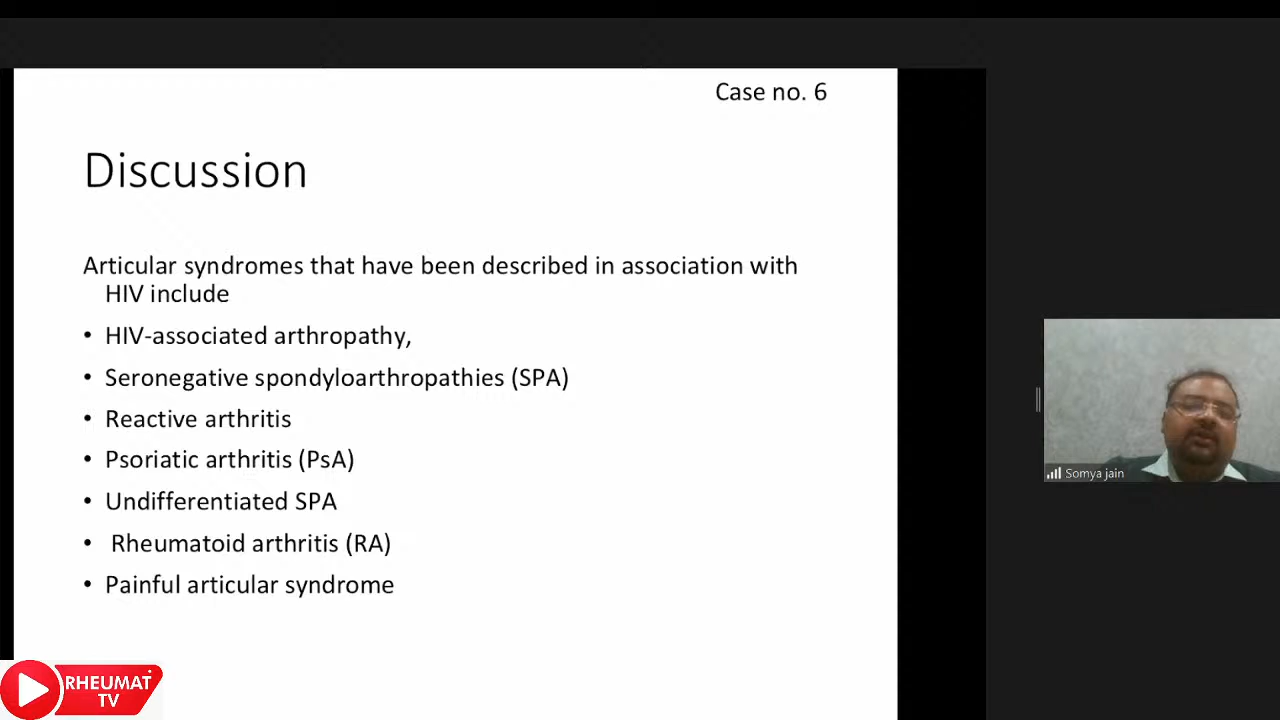 Case no. 6
Discussion
Articular syndromes that have been described in association with
HIV include
• HIV-associated arthropathy,
• Seronegative spondyloarthropathies (SPA)
• Reactive arthritis
• Psoriatic arthritis (PsA)
• Undifferentiated SPA
• Rheumatoid arthritis (RA)
• Painful articular syndrome
Somya jain
RHEUMAT
TV